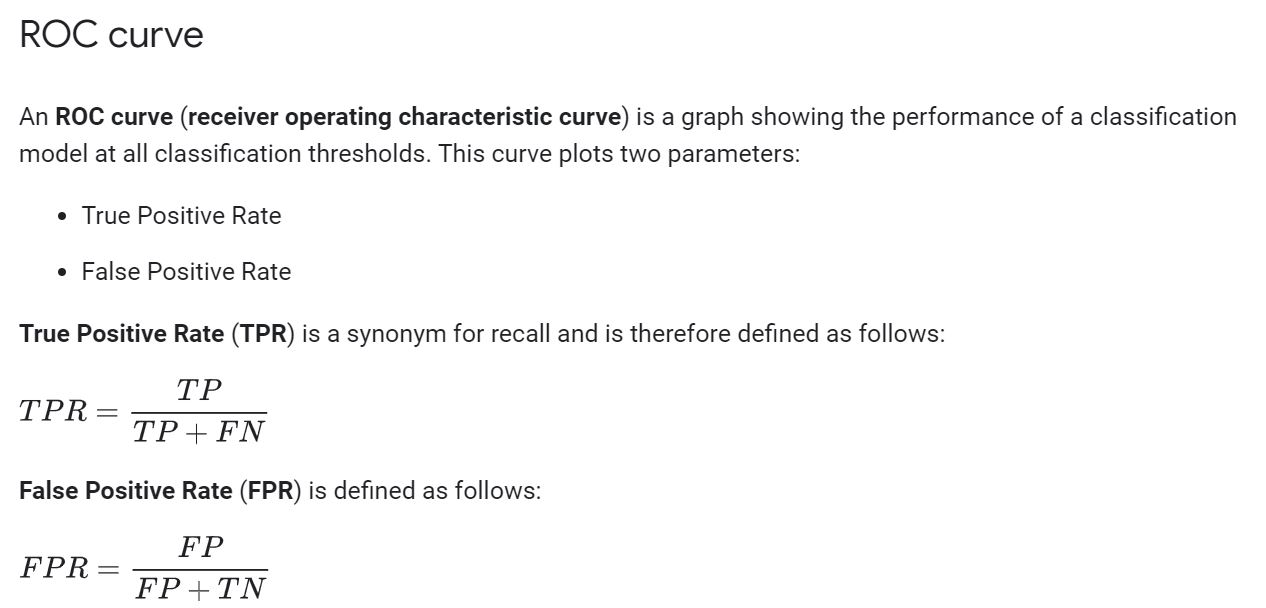 ROC curve
An ROC curve (receiver operating characteristic curve) is a graph showing the performance of a classification
model at all classification thresholds. This curve plots two parameters:
• True Positive Rate
• False Positive Rate
True Positive Rate (TPR) is a synonym for recall and is therefore defined as follows:
TPR = TP / (TP + FN)
False Positive Rate (FPR) is defined as follows:
FPR = FP / (FP + TN)